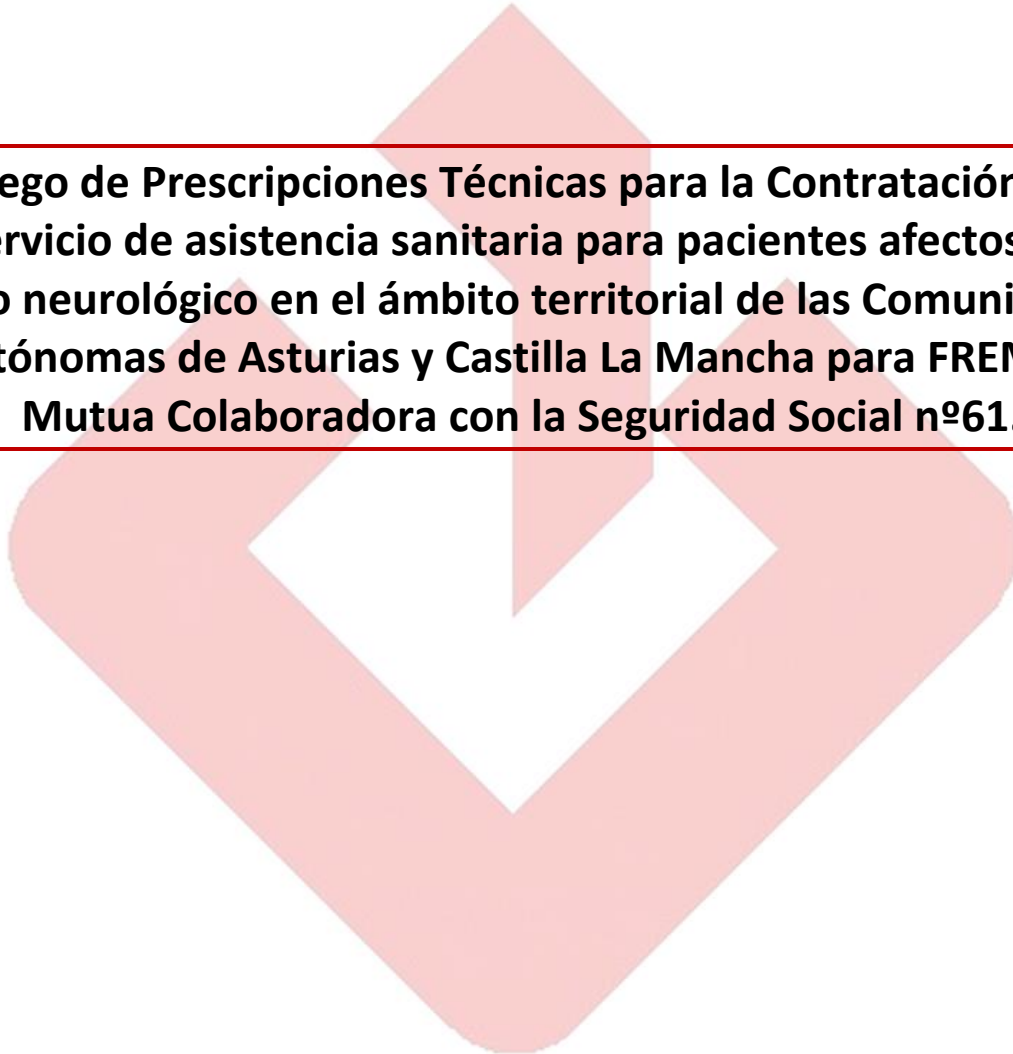 ego de Prescripciones Técnicas para la Contratación
ervicio de asistencia sanitaria para pacientes afectos
o neurológico en el ámbito territorial de las Comuni
tónomas de Asturias y Castilla La Mancha para FREM
Mutua Colaboradora con la Seguridad Social nº61.